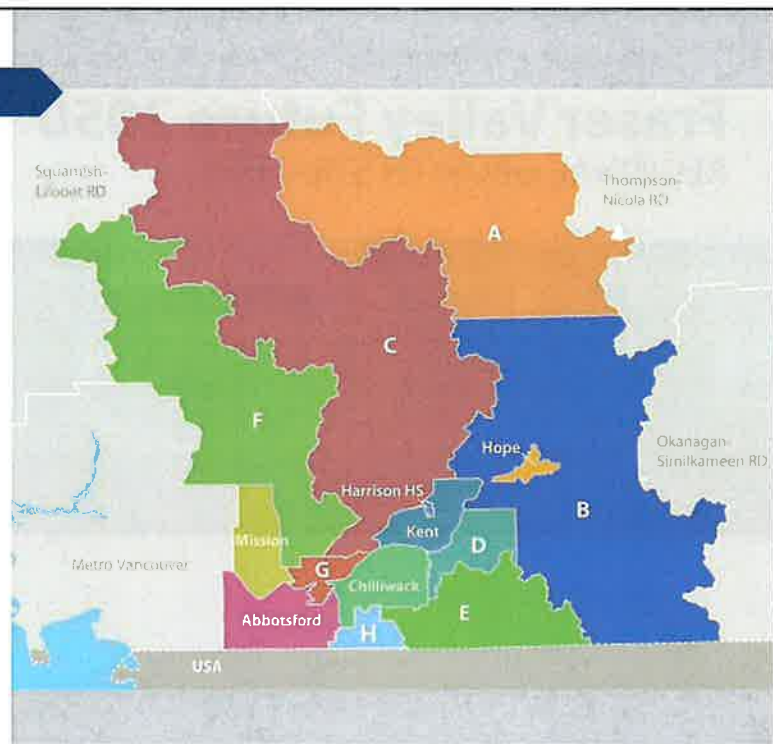 Squamish-
Lillooet RD
Thompson-
Nicola RD
A
C
F
Hope
Okanagan-
Similkameen RD
Harrison HS
B
Kent
Mission
D
Metro Vancouver
G
Chilliwack
Abbotsford
E
H
USA